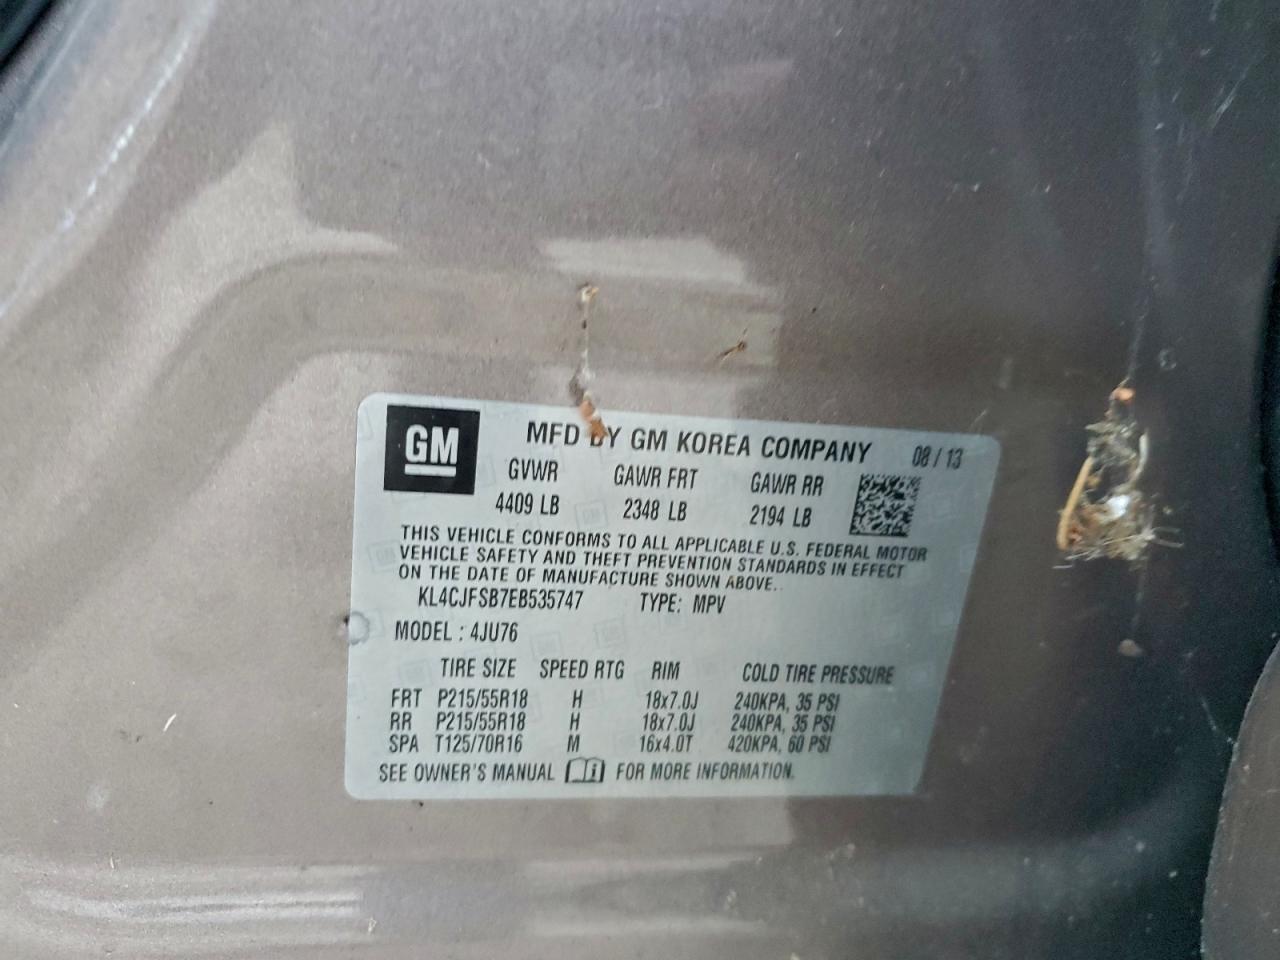 GM
MFD BY GM KOREA COMPANY 08 / 13
GVWR GAWR FRT GAWR RR
4409 LB 2348 LB 2194 LB
THIS VEHICLE CONFORMS TO ALL APPLICABLE U.S. FEDERAL MOTOR
VEHICLE SAFETY AND THEFT PREVENTION STANDARDS IN EFFECT
ON THE DATE OF MANUFACTURE SHOWN ABOVE.
KL4CJFSB7EB535747 TYPE: MPV
MODEL : 4JU76
TIRE SIZE SPEED RTG RIM COLD TIRE PRESSURE
FRT P215/55R18 H 18x7.0J 240KPA, 35 PSI
RR P215/55R18 H 18x7.0J 240KPA, 35 PSI
SPA T125/70R16 M 16x4.0T 420KPA, 60 PSI
SEE OWNER'S MANUAL i FOR MORE INFORMATION.